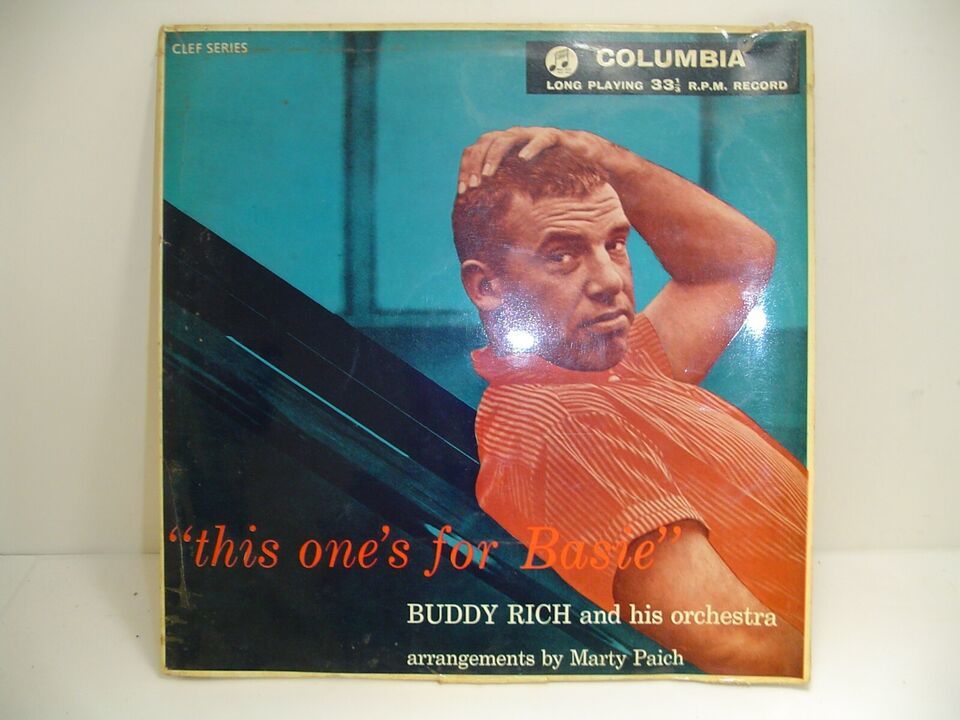 CLEF SERIES
COLUMBIA
LONG PLAYING 33⅓ R.P.M. RECORD
“this one's for Basie”
BUDDY RICH and his orchestra
arrangements by Marty Paich